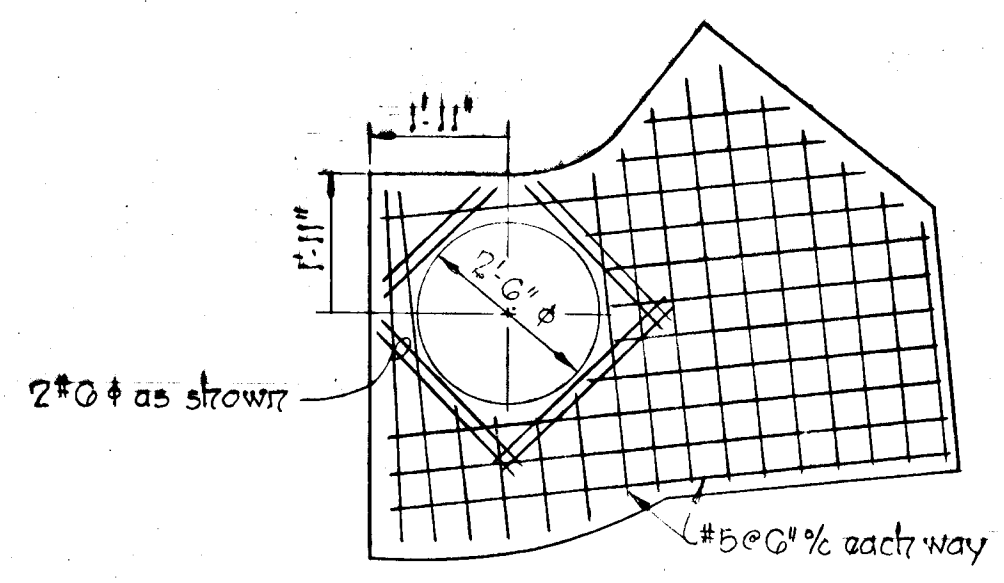 1'-11"
1'-11"
2'-6" φ
2#6 φ as shown
#5@6" o/c each way